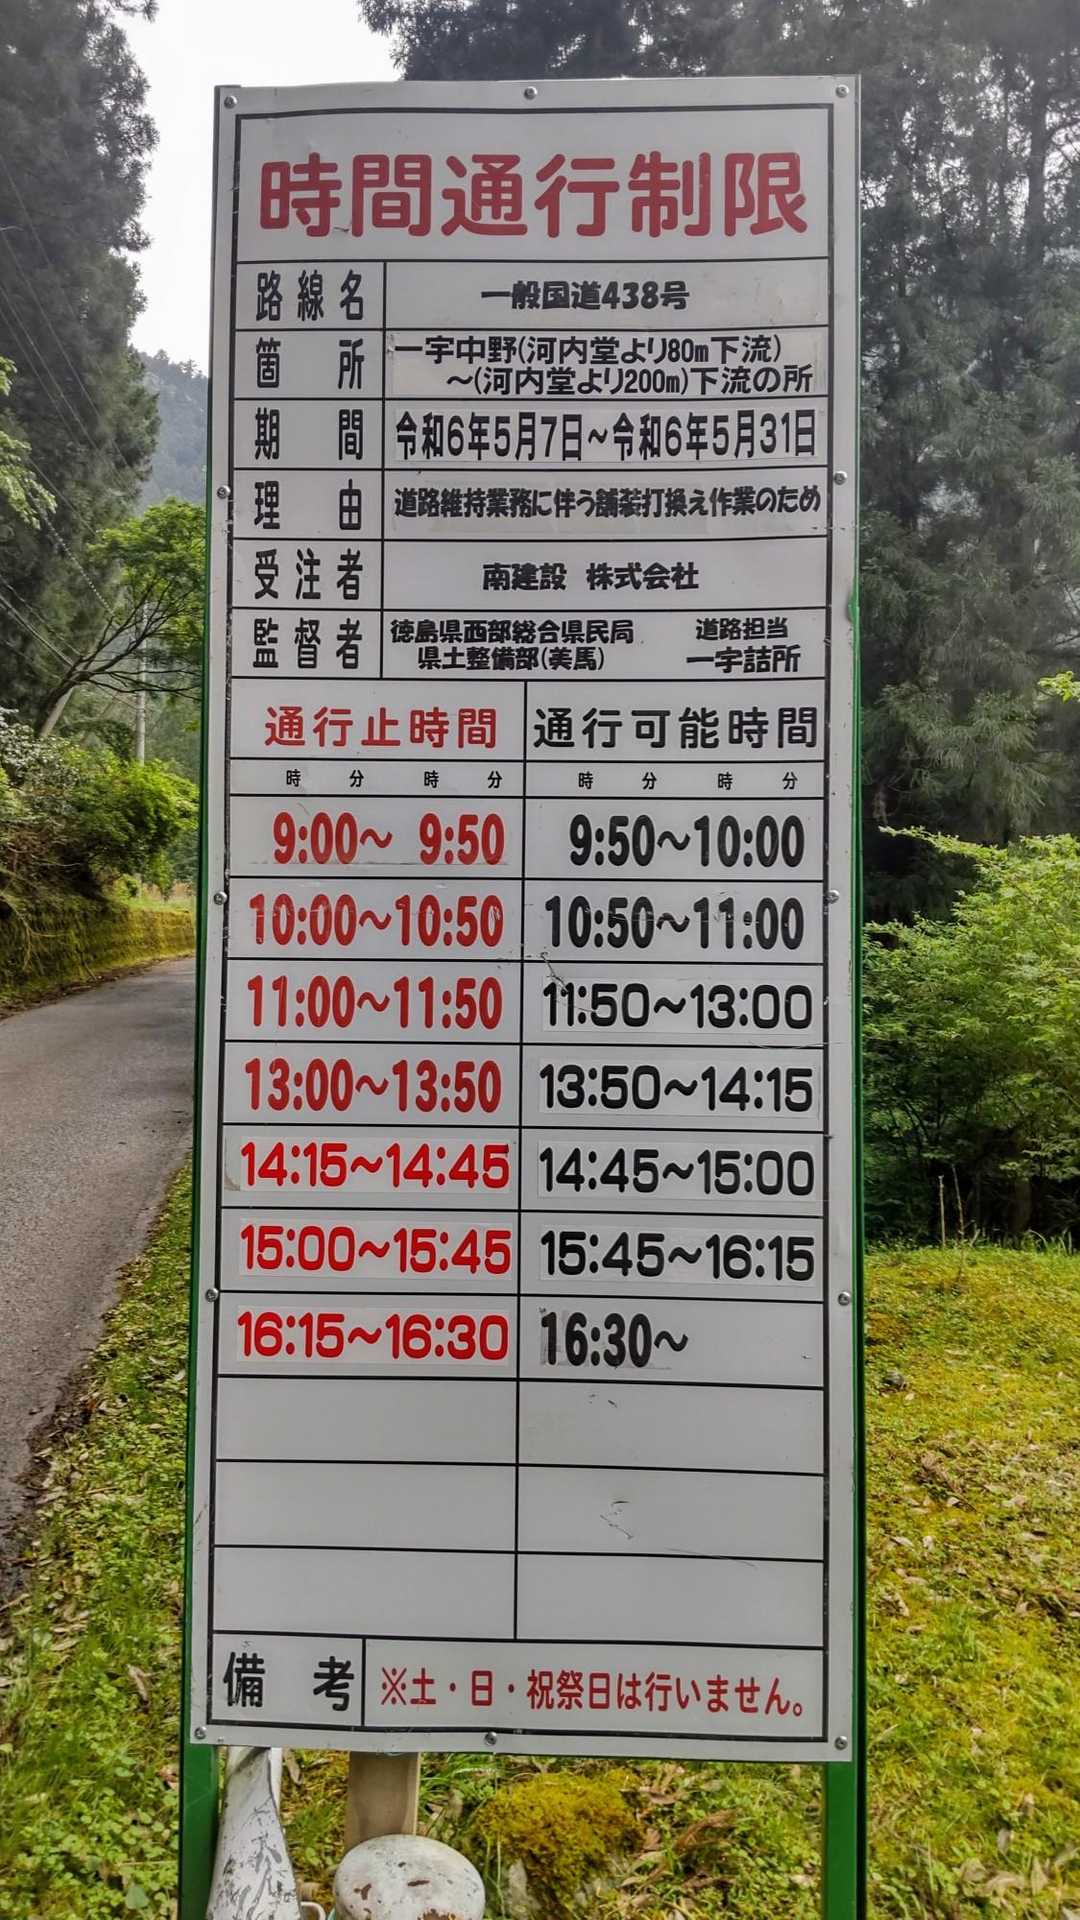 時間通行制限
路線名 一般国道438号
箇所 一宇中野(河内堂より80m下流)
～(河内堂より200m)下流の所
期間 令和6年5月7日～令和6年5月31日
理由 道路維持業務に伴う舗装打換え作業のため
受注者 南建設 株式会社
監督者 徳島県西部総合県民局 道路担当
県土整備部(美馬) 一宇詰所
通行止時間 通行可能時間
時 分 時 分 時 分 時 分
9:00～ 9:50 9:50～10:00
10:00～10:50 10:50～11:00
11:00～11:50 11:50～13:00
13:00～13:50 13:50～14:15
14:15～14:45 14:45～15:00
15:00～15:45 15:45～16:15
16:15～16:30 16:30～
備考 ※土・日・祝祭日は行いません。